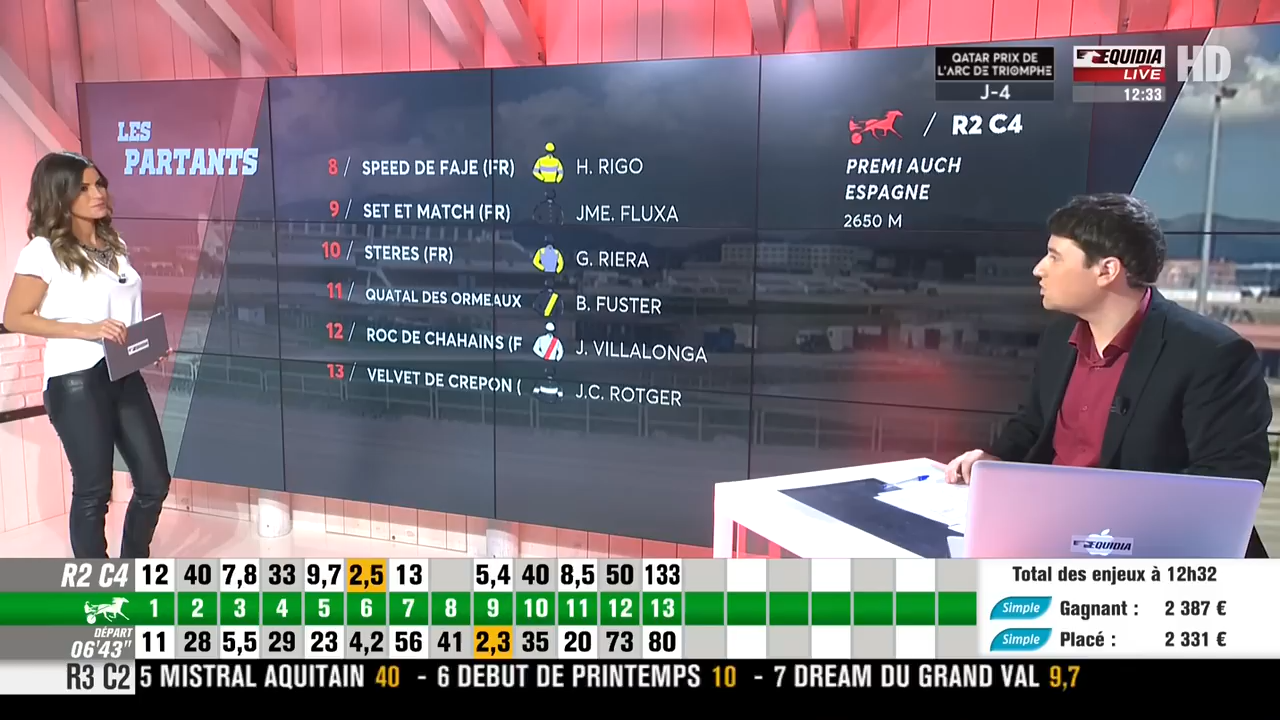 QATAR PRIX DE
L'ARC DE TRIOMPHE
J-4
EQUIDIA
LIVE
HD
12:33
LES
PARTANTS
R2 C4
PREMI AUCH
ESPAGNE
2650 M
8 / SPEED DE FAJE (FR) H. RIGO
9 / SET ET MATCH (FR) JME. FLUXA
10 / STERES (FR) G. RIERA
11 / QUATAL DES ORMEAUX B. FUSTER
12 / ROC DE CHAHAINS (F J. VILLALONGA
13 / VELVET DE CREPON ( J.C. ROTGER
EQUIDIA
EQUIDIA
R2 C4 12 40 7,8 33 9,7 2,5 13 5,4 40 8,5 50 133
1 2 3 4 5 6 7 8 9 10 11 12 13
DÉPART
06'43" 11 28 5,5 29 23 4,2 56 41 2,3 35 20 73 80
Total des enjeux à 12h32
Simple Gagnant : 2 387 €
Simple Placé : 2 331 €
R3 C2 5 MISTRAL AQUITAIN 40 - 6 DEBUT DE PRINTEMPS 10 - 7 DREAM DU GRAND VAL 9,7